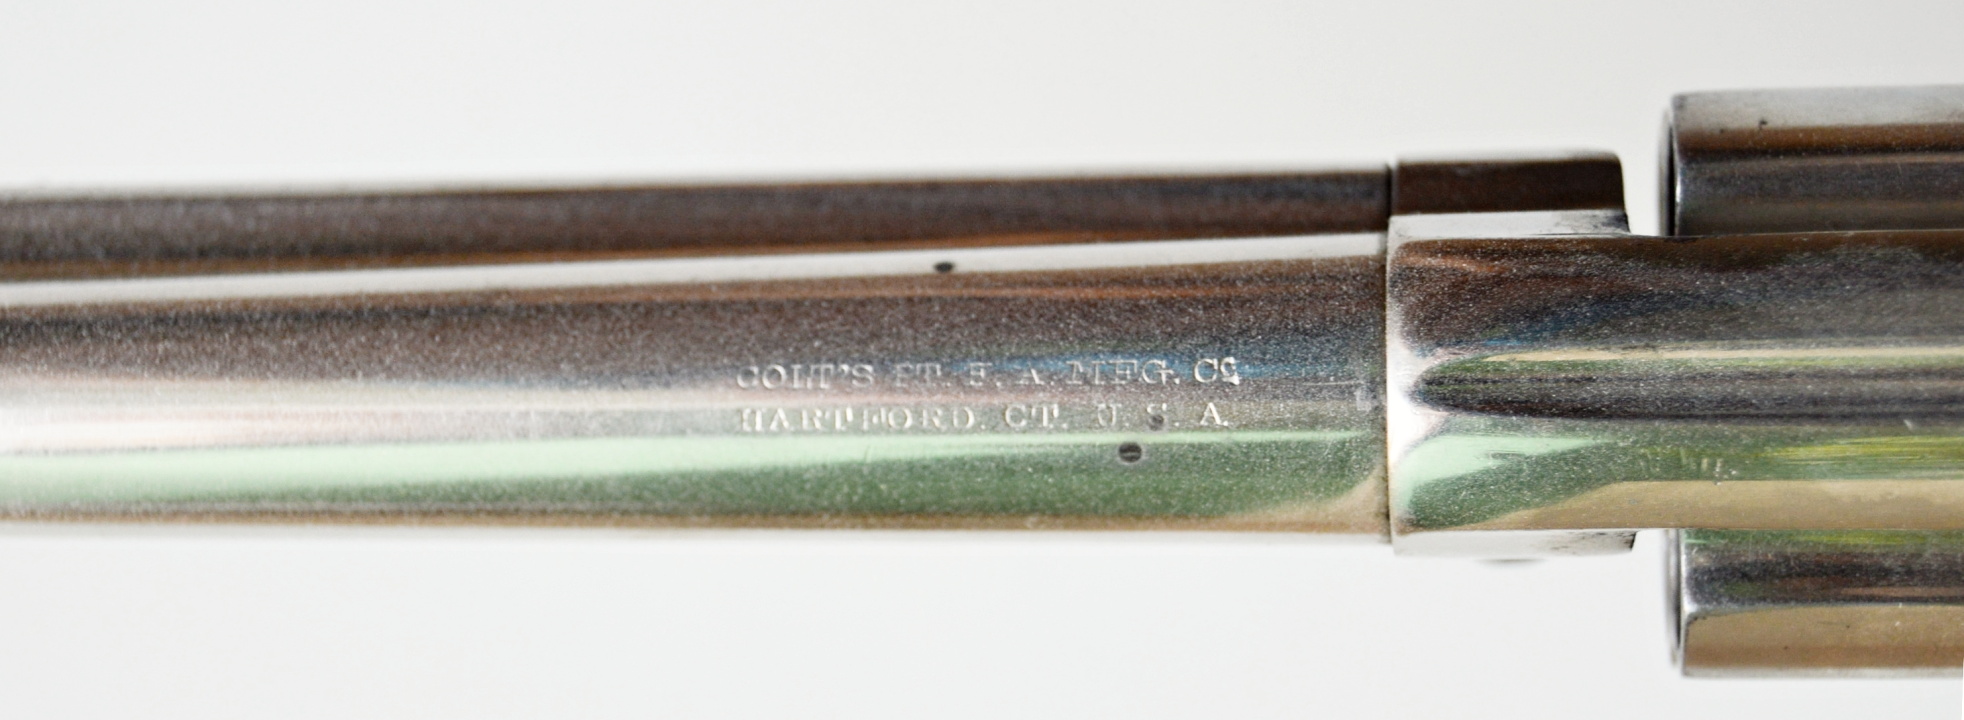 COLT'S PT. F. A. MFG. Co
HARTFORD. CT. U. S. A.